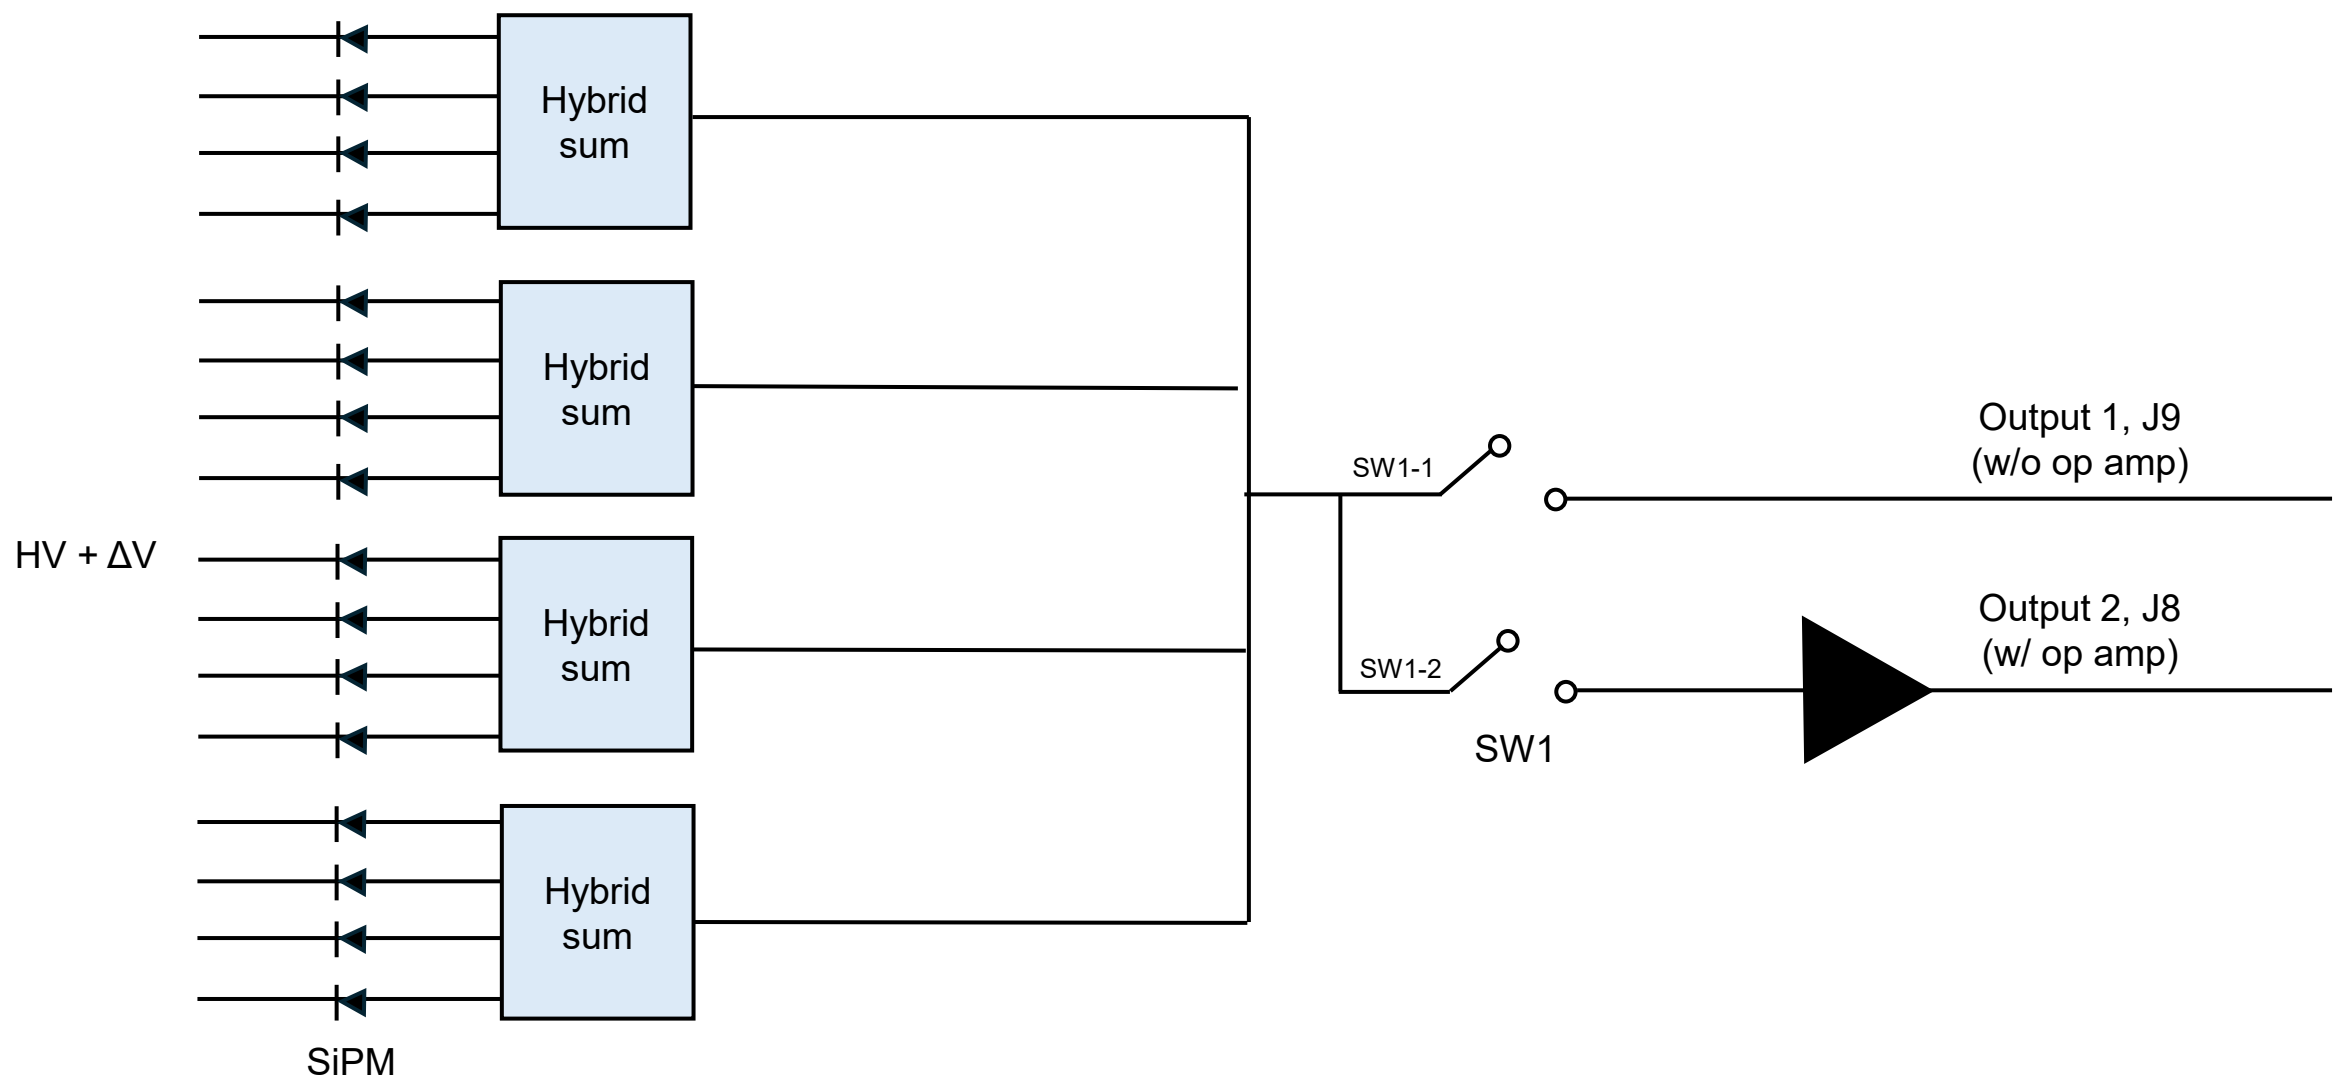 Hybrid
sum
Hybrid
sum
Output 1, J9
(w/o op amp)
SW1-1
HV + ΔV
Hybrid
sum
Output 2, J8
(w/ op amp)
SW1-2
SW1
Hybrid
sum
SiPM